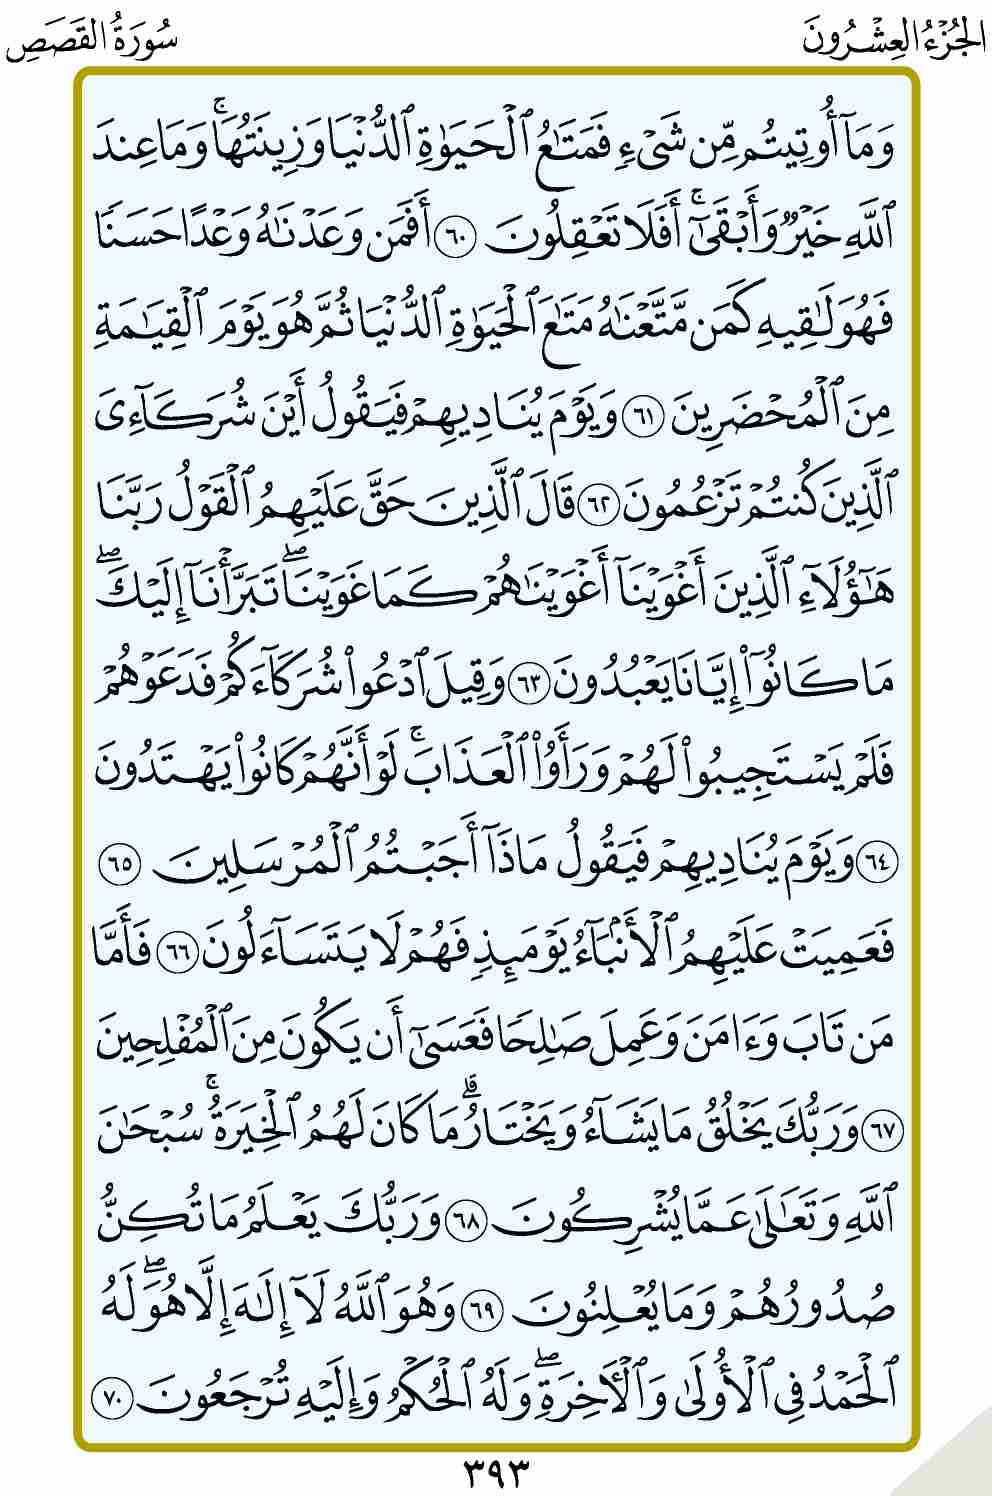 الجُزْءُ العِشْرُونَ
سُورَةُ القَصَصِ
وَمَآ أُوتِيتُم مِّن شَىْءٍ فَمَتَـٰعُ ٱلْحَيَوٰةِ ٱلدُّنْيَا وَزِينَتُهَا ۚ وَمَا عِندَ
ٱللَّهِ خَيْرٌ وَأَبْقَىٰٓ ۚ أَفَلَا تَعْقِلُونَ ٦٠ أَفَمَن وَعَدْنَـٰهُ وَعْدًا حَسَنًا
فَهُوَ لَـٰقِيهِ كَمَن مَّتَّعْنَـٰهُ مَتَـٰعَ ٱلْحَيَوٰةِ ٱلدُّنْيَا ثُمَّ هُوَ يَوْمَ ٱلْقِيَـٰمَةِ
مِنَ ٱلْمُحْضَرِينَ ٦١ وَيَوْمَ يُنَادِيهِمْ فَيَقُولُ أَيْنَ شُرَكَآءِىَ
ٱلَّذِينَ كُنتُمْ تَزْعُمُونَ ٦٢ قَالَ ٱلَّذِينَ حَقَّ عَلَيْهِمُ ٱلْقَوْلُ رَبَّنَا
هَـٰٓؤُلَآءِ ٱلَّذِينَ أَغْوَيْنَآ أَغْوَيْنَـٰهُمْ كَمَا غَوَيْنَا ۖ تَبَرَّأْنَآ إِلَيْكَ ۖ
مَا كَانُوٓا۟ إِيَّانَا يَعْبُدُونَ ٦٣ وَقِيلَ ٱدْعُوا۟ شُرَكَآءَكُمْ فَدَعَوْهُمْ
فَلَمْ يَسْتَجِيبُوا۟ لَهُمْ وَرَأَوُا۟ ٱلْعَذَابَ ۚ لَوْ أَنَّهُمْ كَانُوا۟ يَهْتَدُونَ
٦٤ وَيَوْمَ يُنَادِيهِمْ فَيَقُولُ مَاذَآ أَجَبْتُمُ ٱلْمُرْسَلِينَ ٦٥
فَعَمِيَتْ عَلَيْهِمُ ٱلْأَنۢبَآءُ يَوْمَئِذٍ فَهُمْ لَا يَتَسَآءَلُونَ ٦٦ فَأَمَّا
مَن تَابَ وَءَامَنَ وَعَمِلَ صَـٰلِحًا فَعَسَىٰٓ أَن يَكُونَ مِنَ ٱلْمُفْلِحِينَ
٦٧ وَرَبُّكَ يَخْلُقُ مَا يَشَآءُ وَيَخْتَارُ ۗ مَا كَانَ لَهُمُ ٱلْخِيَرَةُ ۚ سُبْحَـٰنَ
ٱللَّهِ وَتَعَـٰلَىٰ عَمَّا يُشْرِكُونَ ٦٨ وَرَبُّكَ يَعْلَمُ مَا تُكِنُّ
صُدُورُهُمْ وَمَا يُعْلِنُونَ ٦٩ وَهُوَ ٱللَّهُ لَآ إِلَـٰهَ إِلَّا هُوَ ۖ لَهُ
ٱلْحَمْدُ فِى ٱلْأُولَىٰ وَٱلْـَٔاخِرَةِ ۖ وَلَهُ ٱلْحُكْمُ وَإِلَيْهِ تُرْجَعُونَ ٧٠
٣٩٣